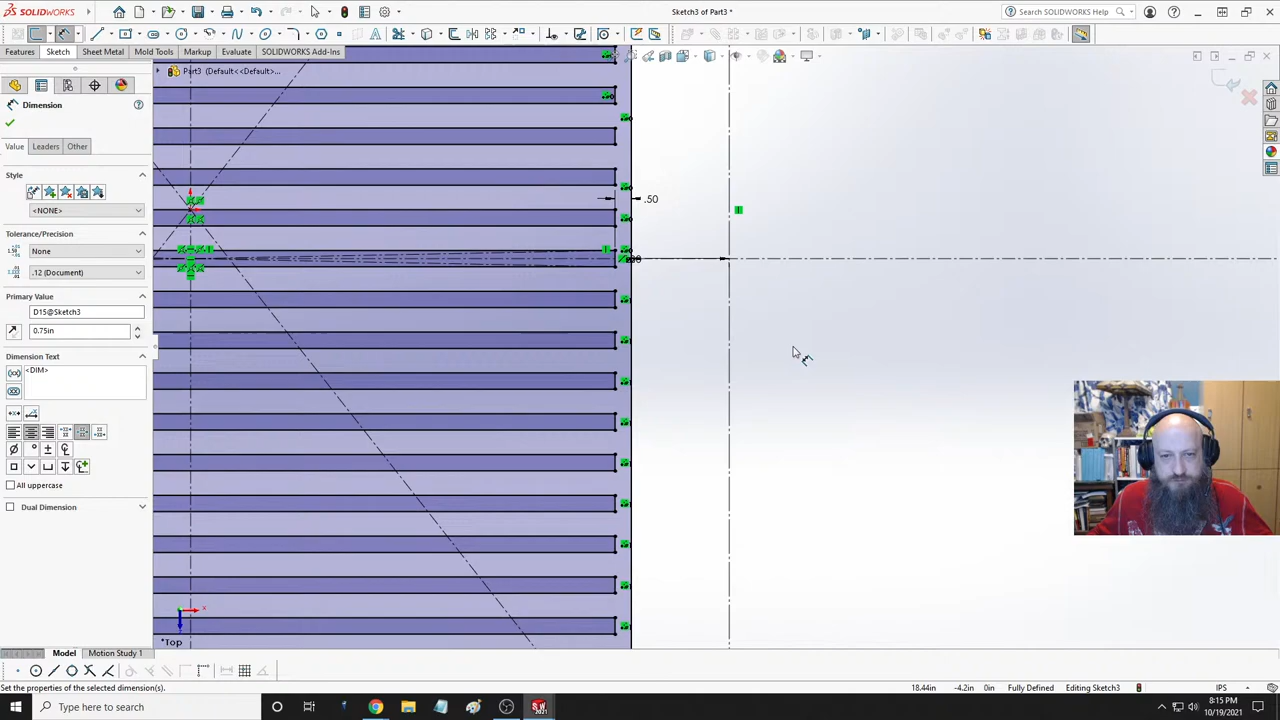 SOLIDWORKS
Sketch3 of Part3 *
Search SOLIDWORKS Help
Features
Sketch
Sheet Metal
Mold Tools
Markup
Evaluate
SOLIDWORKS Add-Ins
Part3 (Default<<Default>...
Dimension
Value
Leaders
Other
Style
<NONE>
Tolerance/Precision
None
.12 (Document)
Primary Value
D15@Sketch3
0.75in
Dimension Text
<DIM>
All uppercase
Dual Dimension
.50
*Top
Model
Motion Study 1
Set the properties of the selected dimension(s).
18.44in
-4.2in
0in
Fully Defined
Editing Sketch3
IPS
Type here to search
8:15 PM
10/19/2021